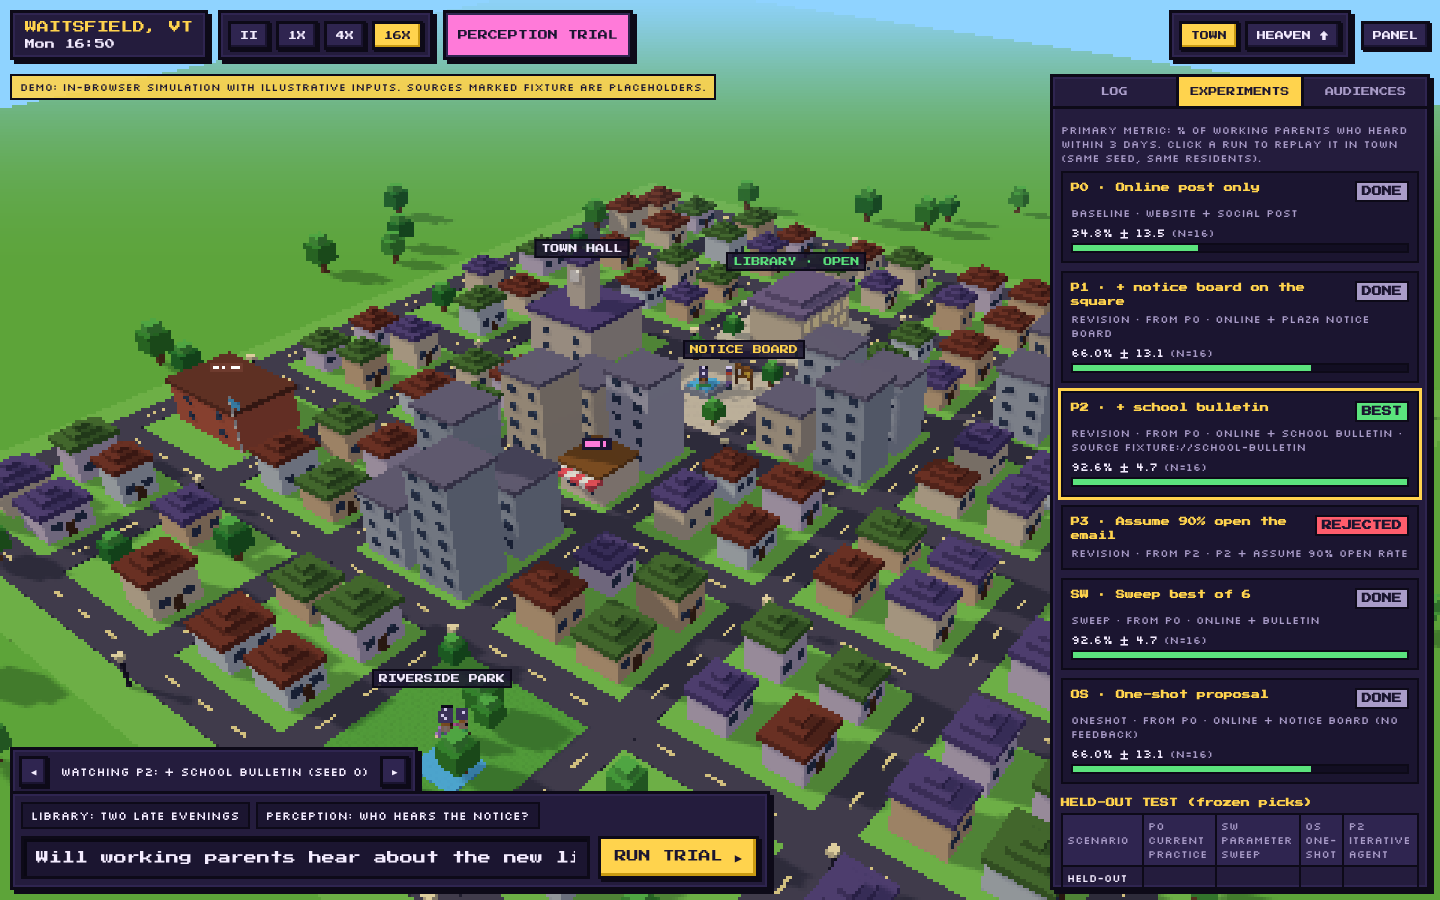 WAITSFIELD, VT
Mon 16:50
II
1X
4X
16X
PERCEPTION TRIAL
TOWN
HEAVEN ↑
PANEL
DEMO: IN-BROWSER SIMULATION WITH ILLUSTRATIVE INPUTS. SOURCES MARKED FIXTURE ARE PLACEHOLDERS.
LOG
EXPERIMENTS
AUDIENCES
PRIMARY METRIC: % OF WORKING PARENTS WHO HEARD
WITHIN 3 DAYS. CLICK A RUN TO REPLAY IT IN TOWN
(SAME SEED, SAME RESIDENTS).
P0 · Online post only
DONE
BASELINE · WEBSITE + SOCIAL POST
34.8% ± 13.5 (N=16)
P1 · + notice board on the
square
DONE
REVISION · FROM P0 · ONLINE + PLAZA NOTICE
BOARD
66.0% ± 13.1 (N=16)
P2 · + school bulletin
BEST
REVISION · FROM P0 · ONLINE + SCHOOL BULLETIN ·
SOURCE FIXTURE://SCHOOL-BULLETIN
92.6% ± 4.7 (N=16)
P3 · Assume 90% open the
email
REJECTED
REVISION · FROM P2 · P2 + ASSUME 90% OPEN RATE
SW · Sweep best of 6
DONE
SWEEP · FROM P0 · ONLINE + BULLETIN
92.6% ± 4.7 (N=16)
OS · One-shot proposal
DONE
ONESHOT · FROM P0 · ONLINE + NOTICE BOARD (NO
FEEDBACK)
66.0% ± 13.1 (N=16)
HELD-OUT TEST (frozen picks)
SCENARIO
P0
CURRENT
PRACTICE
SW
PARAMETER
SWEEP
OS
ONE-
SHOT
P2
ITERATIVE
AGENT
HELD-OUT
TOWN HALL
LIBRARY · OPEN
NOTICE BOARD
RIVERSIDE PARK
◂
WATCHING P2: + SCHOOL BULLETIN (SEED 0)
▸
LIBRARY: TWO LATE EVENINGS
PERCEPTION: WHO HEARS THE NOTICE?
Will working parents hear about the new li
RUN TRIAL ▸